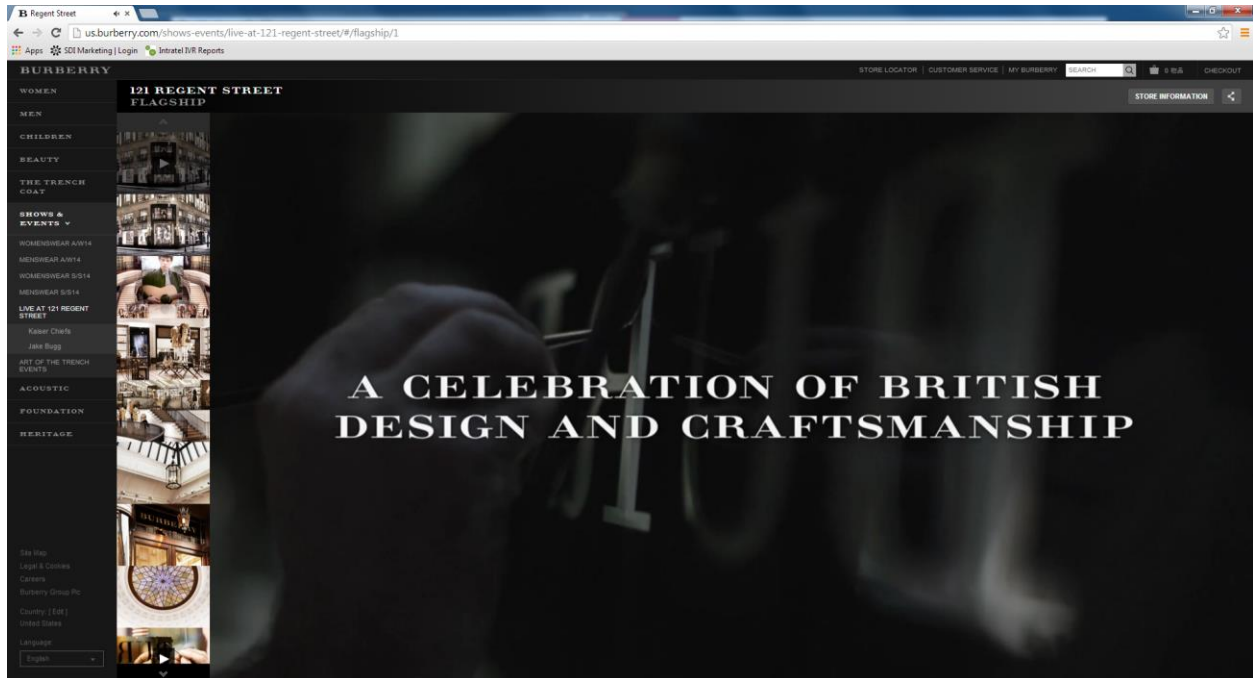 B Regent Street
us.burberry.com/shows-events/live-at-121-regent-street/#/flagship/1
Apps SDI Marketing | Login Intratel IVR Reports
BURBERRY
STORE LOCATOR | CUSTOMER SERVICE | MY BURBERRY SEARCH CHECKOUT
WOMEN
MEN
CHILDREN
BEAUTY
THE TRENCH
COAT
SHOWS &
EVENTS
WOMENSWEAR A/W14
MENSWEAR A/W14
WOMENSWEAR S/S14
MENSWEAR S/S14
LIVE AT 121 REGENT
STREET
Kaiser Chiefs
Jake Bugg
ART OF THE TRENCH
EVENTS
ACOUSTIC
FOUNDATION
HERITAGE
Site Map
Legal & Cookies
Careers
Burberry Group Plc
Country: [ Edit ]
United States
Language:
English
121 REGENT STREET
FLAGSHIP
STORE INFORMATION
BURBERRY
A CELEBRATION OF BRITISH
DESIGN AND CRAFTSMANSHIP